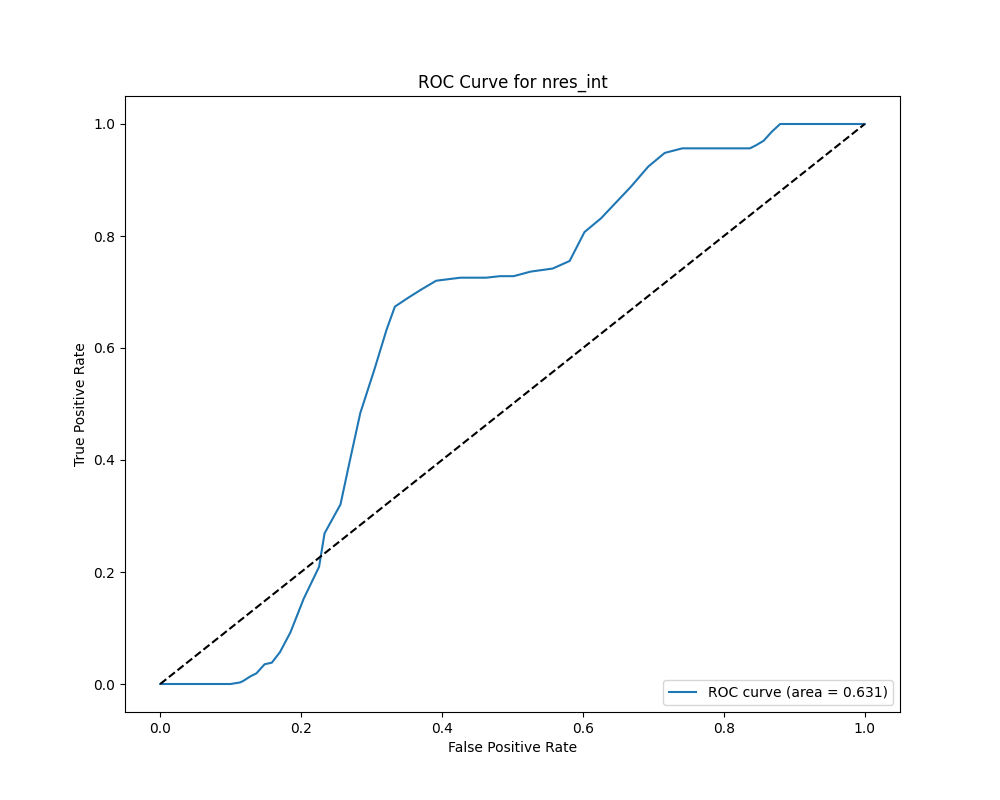 ROC Curve for nres_int
True Positive Rate
1.0
0.8
0.6
0.4
0.2
0.0
ROC curve (area = 0.631)
0.0 0.2 0.4 0.6 0.8 1.0
False Positive Rate